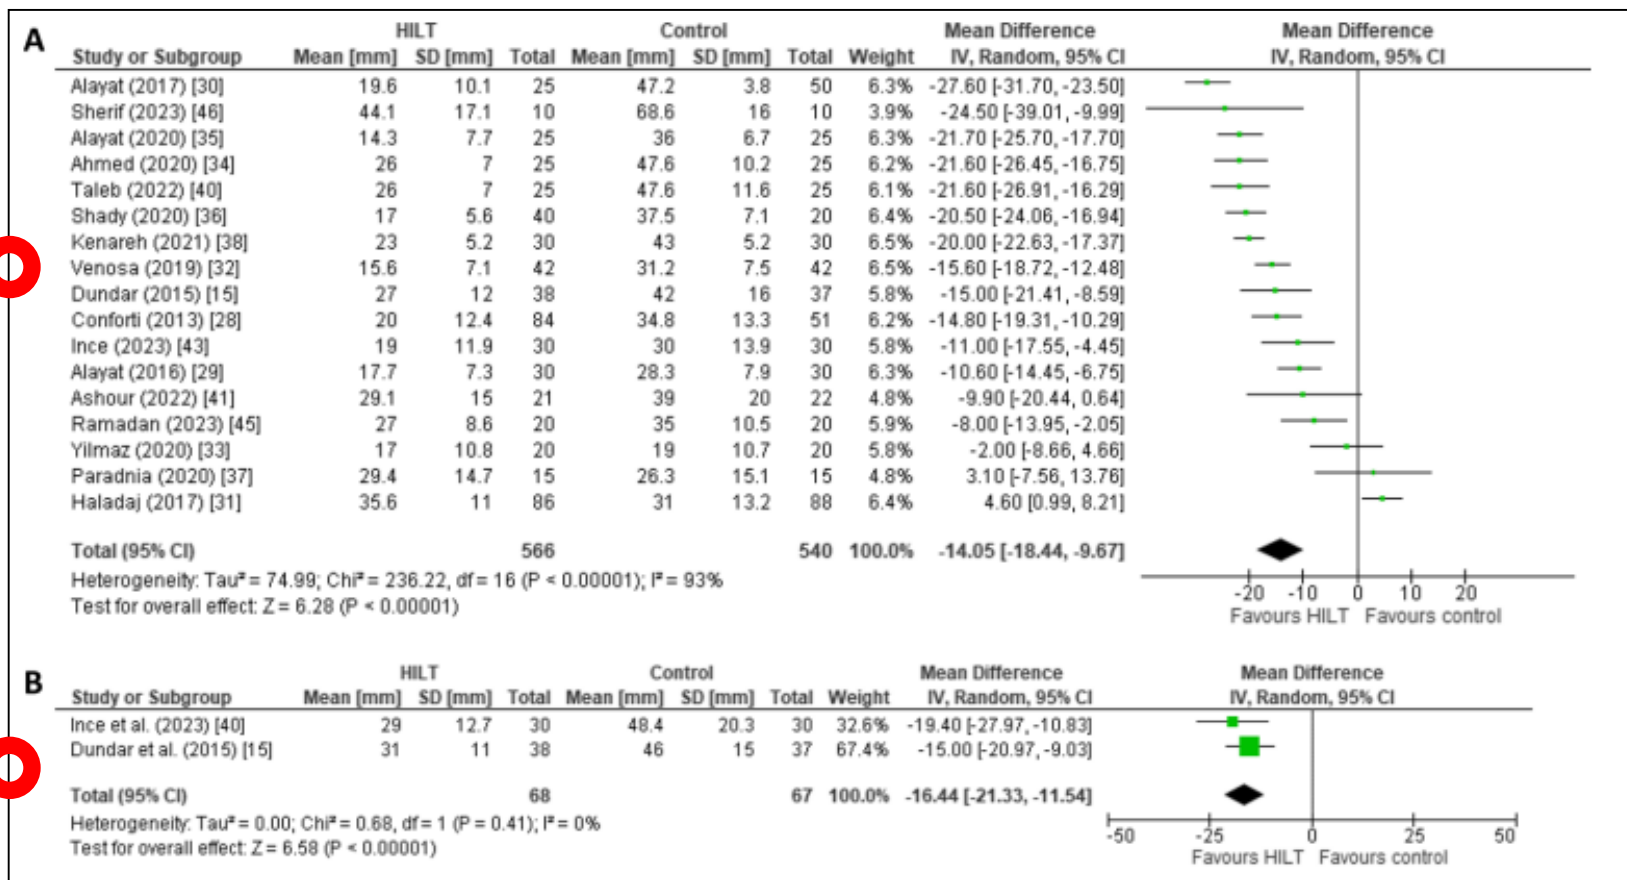 A
HILT Control Mean Difference Mean Difference
Study or Subgroup Mean [mm] SD [mm] Total Mean [mm] SD [mm] Total Weight IV, Random, 95% CI IV, Random, 95% CI
Alayat (2017) [30] 19.6 10.1 25 47.2 3.8 50 6.3% -27.60 [-31.70, -23.50]
Sherif (2023) [46] 44.1 17.1 10 68.6 16 10 3.9% -24.50 [-39.01, -9.99]
Alayat (2020) [35] 14.3 7.7 25 36 6.7 25 6.3% -21.70 [-25.70, -17.70]
Ahmed (2020) [34] 26 7 25 47.6 10.2 25 6.2% -21.60 [-26.45, -16.75]
Taleb (2022) [40] 26 7 25 47.6 11.6 25 6.1% -21.60 [-26.91, -16.29]
Shady (2020) [36] 17 5.6 40 37.5 7.1 20 6.4% -20.50 [-24.06, -16.94]
Kenareh (2021) [38] 23 5.2 30 43 5.2 30 6.5% -20.00 [-22.63, -17.37]
Venosa (2019) [32] 15.6 7.1 42 31.2 7.5 42 6.5% -15.60 [-18.72, -12.48]
Dundar (2015) [15] 27 12 38 42 16 37 5.8% -15.00 [-21.41, -8.59]
Conforti (2013) [28] 20 12.4 84 34.8 13.3 51 6.2% -14.80 [-19.31, -10.29]
Ince (2023) [43] 19 11.9 30 30 13.9 30 5.8% -11.00 [-17.55, -4.45]
Alayat (2016) [29] 17.7 7.3 30 28.3 7.9 30 6.3% -10.60 [-14.45, -6.75]
Ashour (2022) [41] 29.1 15 21 39 20 22 4.8% -9.90 [-20.44, 0.64]
Ramadan (2023) [45] 27 8.6 20 35 10.5 20 5.9% -8.00 [-13.95, -2.05]
Yilmaz (2020) [33] 17 10.8 20 19 10.7 20 5.8% -2.00 [-8.66, 4.66]
Paradnia (2020) [37] 29.4 14.7 15 26.3 15.1 15 4.8% 3.10 [-7.56, 13.76]
Haladaj (2017) [31] 35.6 11 86 31 13.2 88 6.4% 4.60 [0.99, 8.21]
Total (95% CI) 566 540 100.0% -14.05 [-18.44, -9.67]
Heterogeneity: Tau² = 74.99; Chi² = 236.22, df = 16 (P < 0.00001); I² = 93%
Test for overall effect: Z = 6.28 (P < 0.00001)
-20 -10 0 10 20
Favours HILT Favours control
B
HILT Control Mean Difference Mean Difference
Study or Subgroup Mean [mm] SD [mm] Total Mean [mm] SD [mm] Total Weight IV, Random, 95% CI IV, Random, 95% CI
Ince et al. (2023) [40] 29 12.7 30 48.4 20.3 30 32.6% -19.40 [-27.97, -10.83]
Dundar et al. (2015) [15] 31 11 38 46 15 37 67.4% -15.00 [-20.97, -9.03]
Total (95% CI) 68 67 100.0% -16.44 [-21.33, -11.54]
Heterogeneity: Tau² = 0.00; Chi² = 0.68, df = 1 (P = 0.41); I² = 0%
Test for overall effect: Z = 6.58 (P < 0.00001)
-50 -25 0 25 50
Favours HILT Favours control